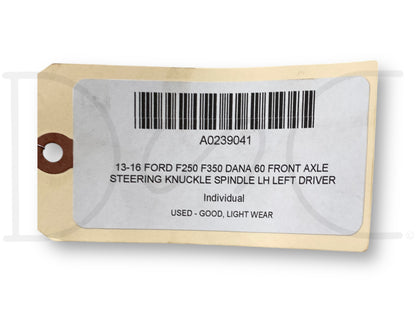 A0239041
13-16 FORD F250 F350 DANA 60 FRONT AXLE
STEERING KNUCKLE SPINDLE LH LEFT DRIVER
Individual
USED - GOOD, LIGHT WEAR